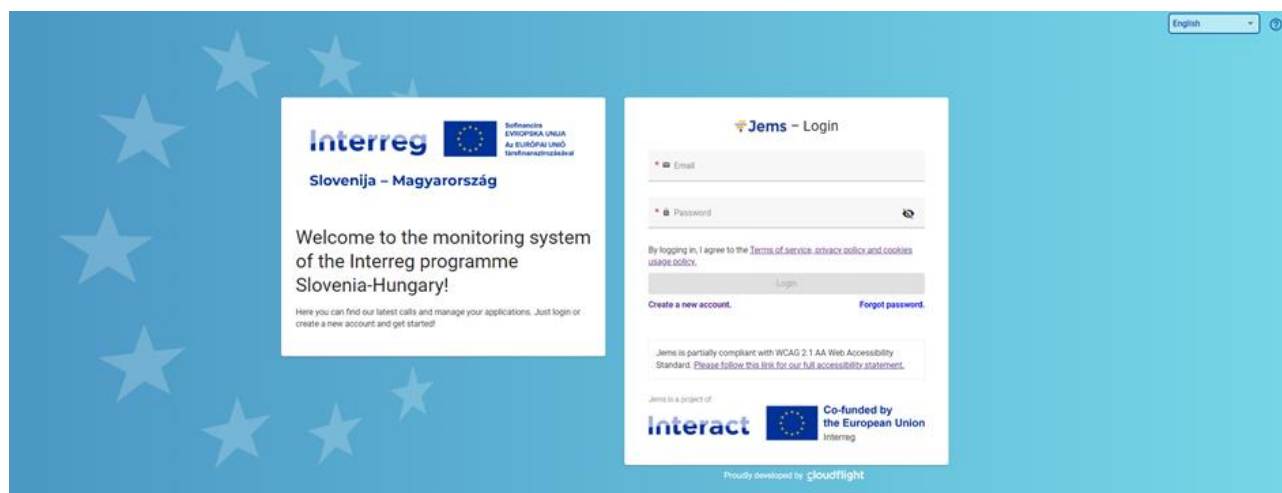 English
Interreg
Sofinancira
EVROPSKA UNIJA
Az EURÓPAI UNIÓ
társfinanszírozásával
Slovenija – Magyarország
Welcome to the monitoring system
of the Interreg programme
Slovenia-Hungary!
Here you can find our latest calls and manage your applications. Just login or
create a new account and get started!
Jems – Login
* Email
* Password
By logging in, I agree to the Terms of service, privacy policy and cookies
usage policy.
Login
Create a new account.
Forgot password.
Jems is partially compliant with WCAG 2.1 AA Web Accessibility
Standard. Please follow this link for our full accessibility statement.
Jems is a project of
Interact
Co-funded by
the European Union
Interreg
Proudly developed by cloudflight